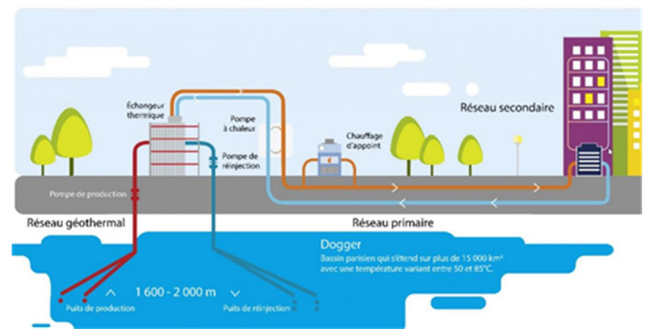 Échangeur
thermique
Pompe
à chaleur
Réseau secondaire
Chauffage
d'appoint
Pompe de
réinjection
Pompe de production
Réseau géothermal
Réseau primaire
Dogger
Bassin parisien qui s'étend sur plus de 15 000 km²
avec une température variant entre 50 et 85°C.
1 600 - 2 000 m
Puits de production
Puits de réinjection